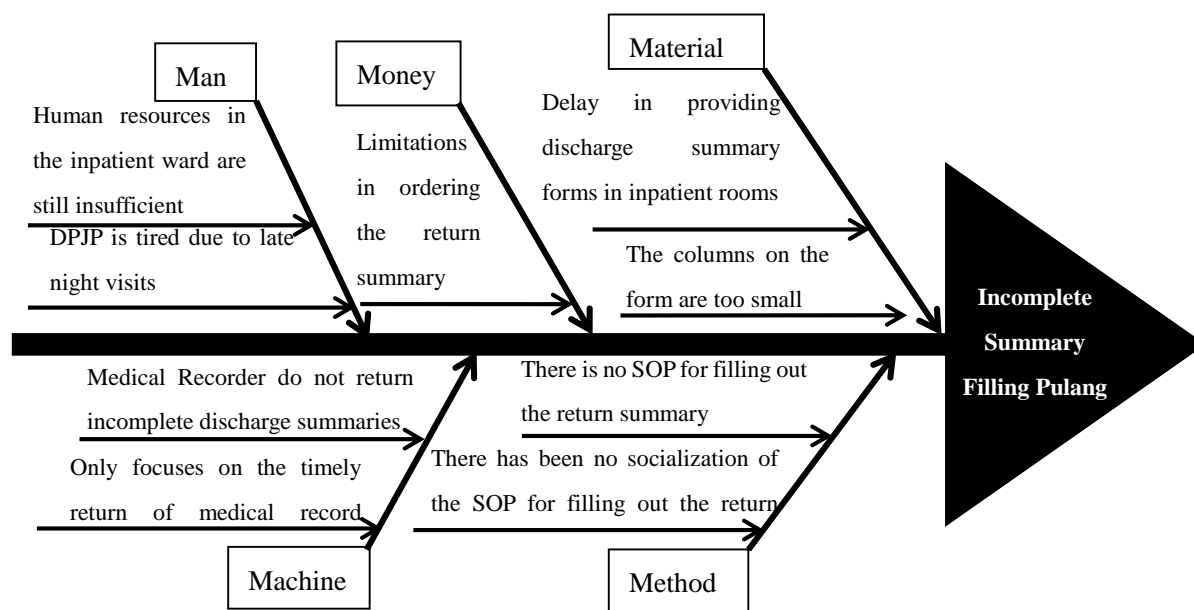 Man
Human resources in
the inpatient ward are
still insufficient
DPJP is tired due to late
night visits
Money
Limitations
in ordering
the return
summary
Material
Delay in providing
discharge summary
forms in inpatient rooms
The columns on the
form are too small
Incomplete
Summary
Filling Pulang
Medical Recorder do not return
incomplete discharge summaries
Only focuses on the timely
return of medical record
Machine
There is no SOP for filling out
the return summary
There has been no socialization of
the SOP for filling out the return
Method